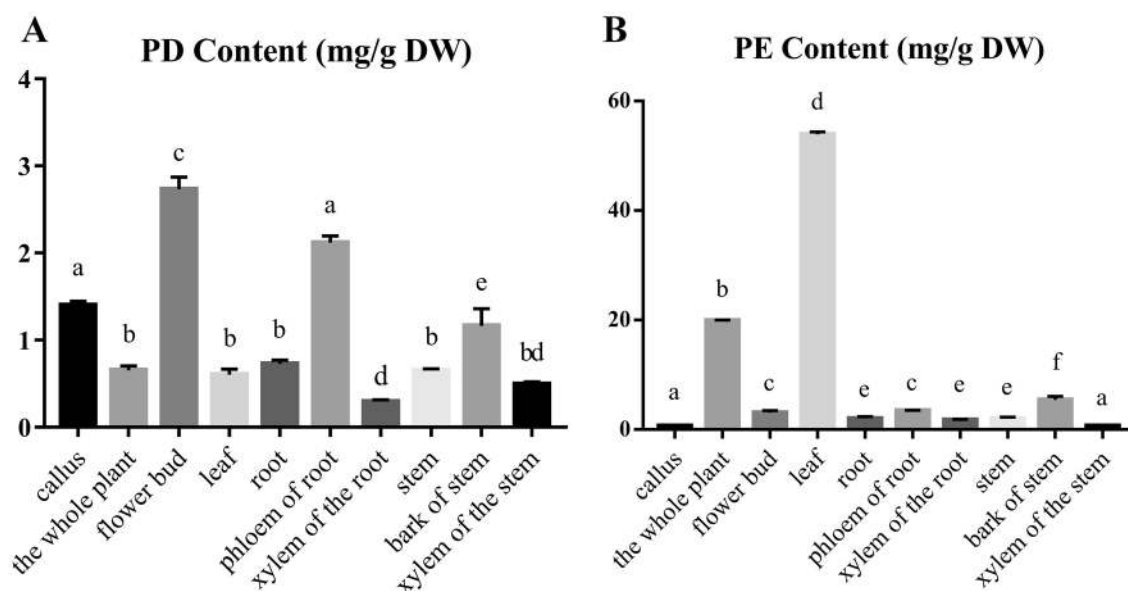 A
PD Content (mg/g DW)
4
3
2
1
0
a
b
c
b
b
a
d
b
e
bd
callus
the whole plant
flower bud
leaf
root
phloem of root
xylem of the root
stem
bark of stem
xylem of the stem
B
PE Content (mg/g DW)
60
40
20
0
a
b
c
d
e
c
e
e
f
a
callus
the whole plant
flower bud
leaf
root
phloem of root
xylem of the root
stem
bark of stem
xylem of the stem